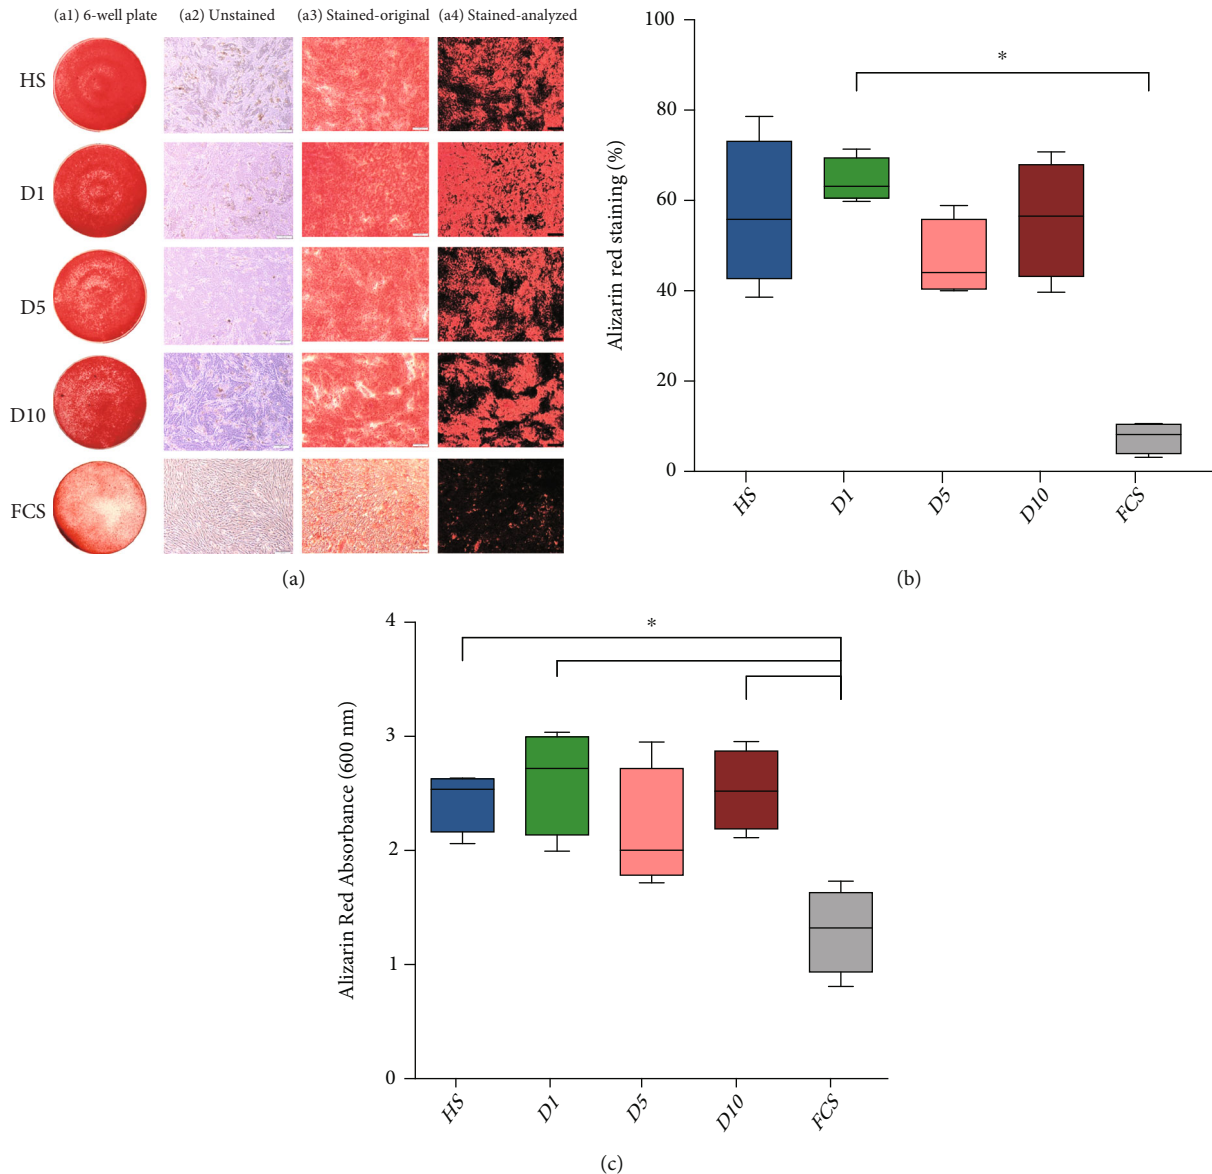 (a1) 6-well plate (a2) Unstained (a3) Stained-original (a4) Stained-analyzed
HS
D1
D5
D10
FCS
(a)
Alizarin red staining (%)
100
80
60
40
20
0
*
HS D1 D5 D10 FCS
(b)
Alizarin Red Absorbance (600 nm)
4
3
2
1
0
*
HS D1 D5 D10 FCS
(c)